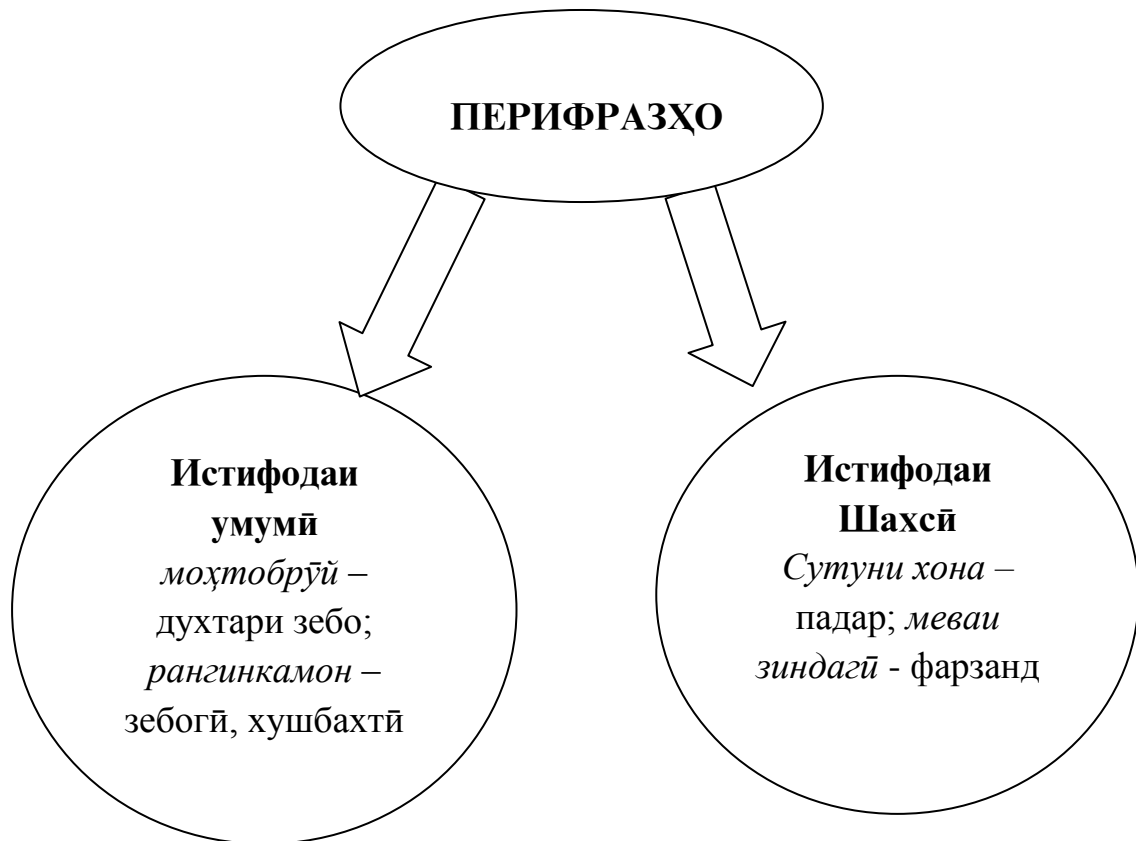 ПЕРИФРАЗҲО
Истифодаи
умумӣ
моҳтобрӯй –
духтари зебо;
рангинкамон –
зебогӣ, хушбахтӣ
Истифодаи
Шахсӣ
Сутуни хона –
падар; меваи
зиндагӣ - фарзанд